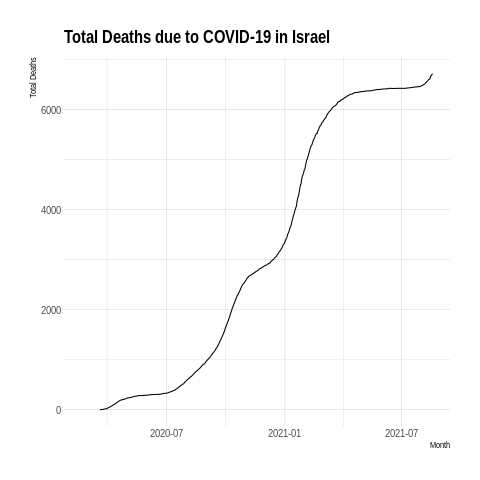 Total Deaths due to COVID-19 in Israel
Total Deaths
6000
4000
2000
0
2020-07 2021-01 2021-07
Month